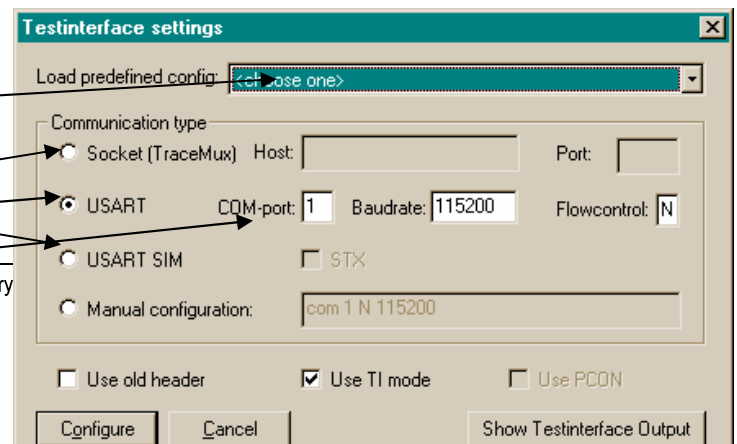 Testinterface settings
Load predefined config: <choose one>
Communication type
Socket (TraceMux) Host: Port:
USART COM-port: 1 Baudrate: 115200 Flowcontrol: N
USART SIM STX
ry
Manual configuration: com 1 N 115200
Use old header Use TI mode Use PCON
Configure Cancel Show Testinterface Output